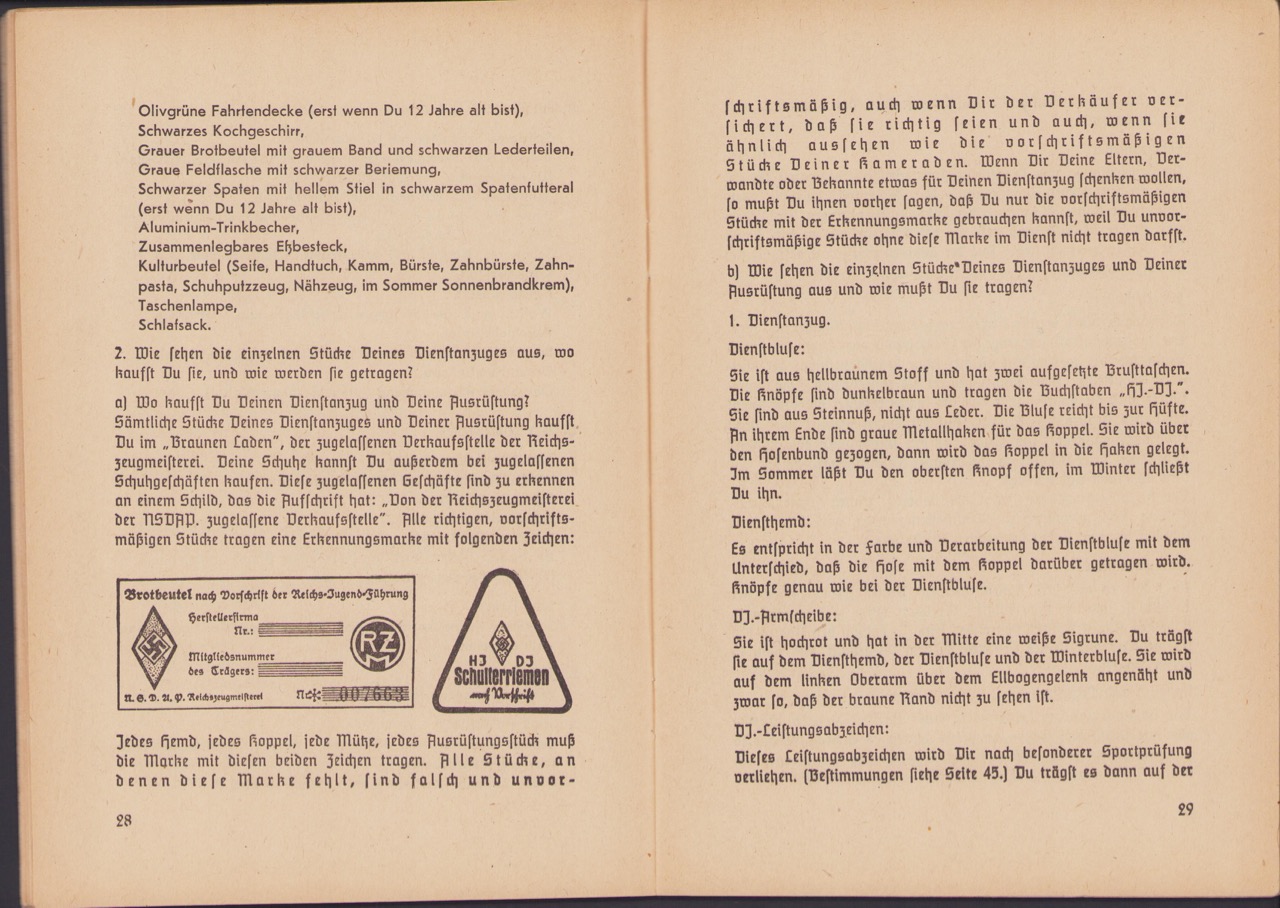 Olivgrüne Fahrtendecke (erst wenn Du 12 Jahre alt bist),
Schwarzes Kochgeschirr,
Grauer Brotbeutel mit grauem Band und schwarzen Lederteilen,
Graue Feldflasche mit schwarzer Beriemung,
Schwarzer Spaten mit hellem Stiel in schwarzem Spatenfutteral
(erst wenn Du 12 Jahre alt bist),
Aluminium-Trinkbecher,
Zusammenlegbares Eßbesteck,
Kulturbeutel (Seife, Handtuch, Kamm, Bürste, Zahnbürste, Zahn-
pasta, Schuhputzzeug, Nähzeug, im Sommer Sonnenbrandkrem),
Taschenlampe,
Schlafsack.
2. Wie sehen die einzelnen Stücke Deines Dienstanzuges aus, wo
kaufst Du sie, und wie werden sie getragen?
a) Wo kaufst Du Deinen Dienstanzug und Deine Ausrüstung?
Sämtliche Stücke Deines Dienstanzuges und Deiner Ausrüstung kaufst
Du im „Braunen Laden“, der zugelassenen Verkaufsstelle der Reichs-
zeugmeisterei. Deine Schuhe kannst Du außerdem bei zugelassenen
Schuhgeschäften kaufen. Diese zugelassenen Geschäfte sind zu erkennen
an einem Schild, das die Aufschrift hat: „Von der Reichszeugmeisterei
der NSDAP. zugelassene Verkaufsstelle“. Alle richtigen, vorschrifts-
mäßigen Stücke tragen eine Erkennungsmarke mit folgenden Zeichen:
Brotbeutel nach Vorschrift der Reichs-Jugend-Führung
Herstellerfirma
Nr.:
RZM
Mitgliedsnummer
des Trägers:
N. S. D. A. P. Reichszeugmeisterei
Nr. 007663
HJ DJ
Schulterriemen
nach Vorschrift
Jedes Hemd, jedes Koppel, jede Mütze, jedes Ausrüstungsstück muß
die Marke mit diesen beiden Zeichen tragen. Alle Stücke, an
denen diese Marke fehlt, sind falsch und unvor-
28
schriftsmäßig, auch wenn Dir der Verkäufer ver-
sichert, daß sie richtig seien und auch, wenn sie
ähnlich aussehen wie die vorschriftsmäßigen
Stücke Deiner Kameraden. Wenn Dir Deine Eltern, Ver-
wandte oder Bekannte etwas für Deinen Dienstanzug schenken wollen,
so mußt Du ihnen vorher sagen, daß Du nur die vorschriftsmäßigen
Stücke mit der Erkennungsmarke gebrauchen kannst, weil Du unvor-
schriftsmäßige Stücke ohne diese Marke im Dienst nicht tragen darfst.
b) Wie sehen die einzelnen Stücke Deines Dienstanzuges und Deiner
Ausrüstung aus und wie mußt Du sie tragen?
1. Dienstanzug.
Dienstbluse:
Sie ist aus hellbraunem Stoff und hat zwei aufgesetzte Brusttaschen.
Die Knöpfe sind dunkelbraun und tragen die Buchstaben „HJ.-DJ.“.
Sie sind aus Steinnuß, nicht aus Leder. Die Bluse reicht bis zur Hüfte.
An ihrem Ende sind graue Metallhaken für das Koppel. Sie wird über
den Hosenbund gezogen, dann wird das Koppel in die Haken gelegt.
Im Sommer läßt Du den obersten Knopf offen, im Winter schließt
Du ihn.
Diensthemd:
Es entspricht in der Farbe und Verarbeitung der Dienstbluse mit dem
Unterschied, daß die Hose mit dem Koppel darüber getragen wird.
Knöpfe genau wie bei der Dienstbluse.
DJ.-Armscheibe:
Sie ist hochrot und hat in der Mitte eine weiße Sigrune. Du trägst
sie auf dem Diensthemd, der Dienstbluse und der Winterbluse. Sie wird
auf dem linken Oberarm über dem Ellbogengelenk angenäht und
zwar so, daß der braune Rand nicht zu sehen ist.
DJ.-Leistungsabzeichen:
Dieses Leistungsabzeichen wird Dir nach besonderer Sportprüfung
verliehen. (Bestimmungen siehe Seite 45.) Du trägst es dann auf der
29